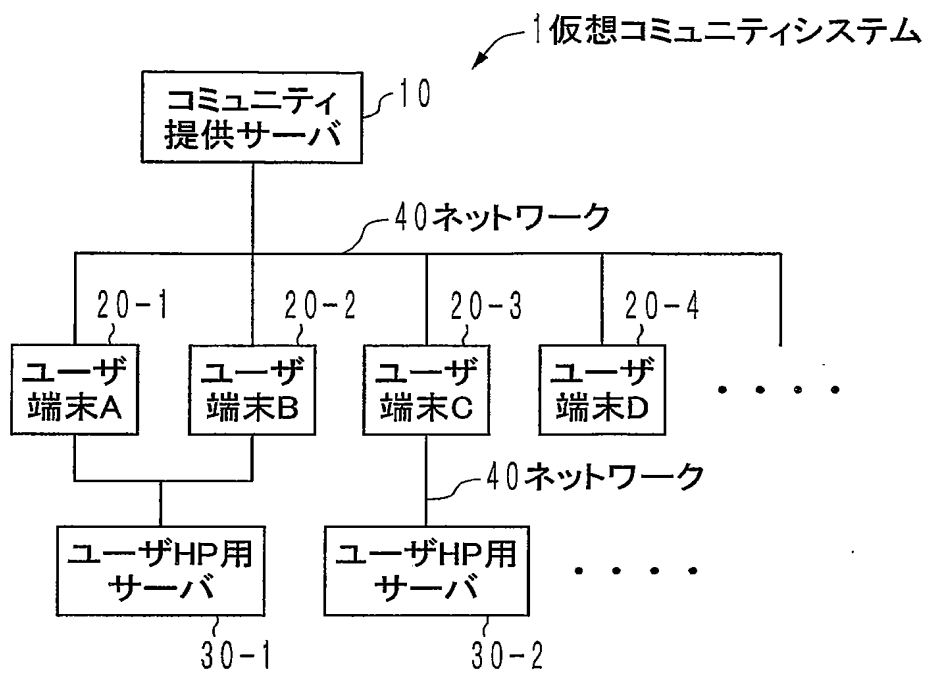 1仮想コミュニティシステム
コミュニティ
提供サーバ
10
40ネットワーク
20-1
20-2
20-3
20-4
ユーザ
端末A
ユーザ
端末B
ユーザ
端末C
ユーザ
端末D
・・・・
40ネットワーク
ユーザHP用
サーバ
ユーザHP用
サーバ
・・・・
30-1
30-2